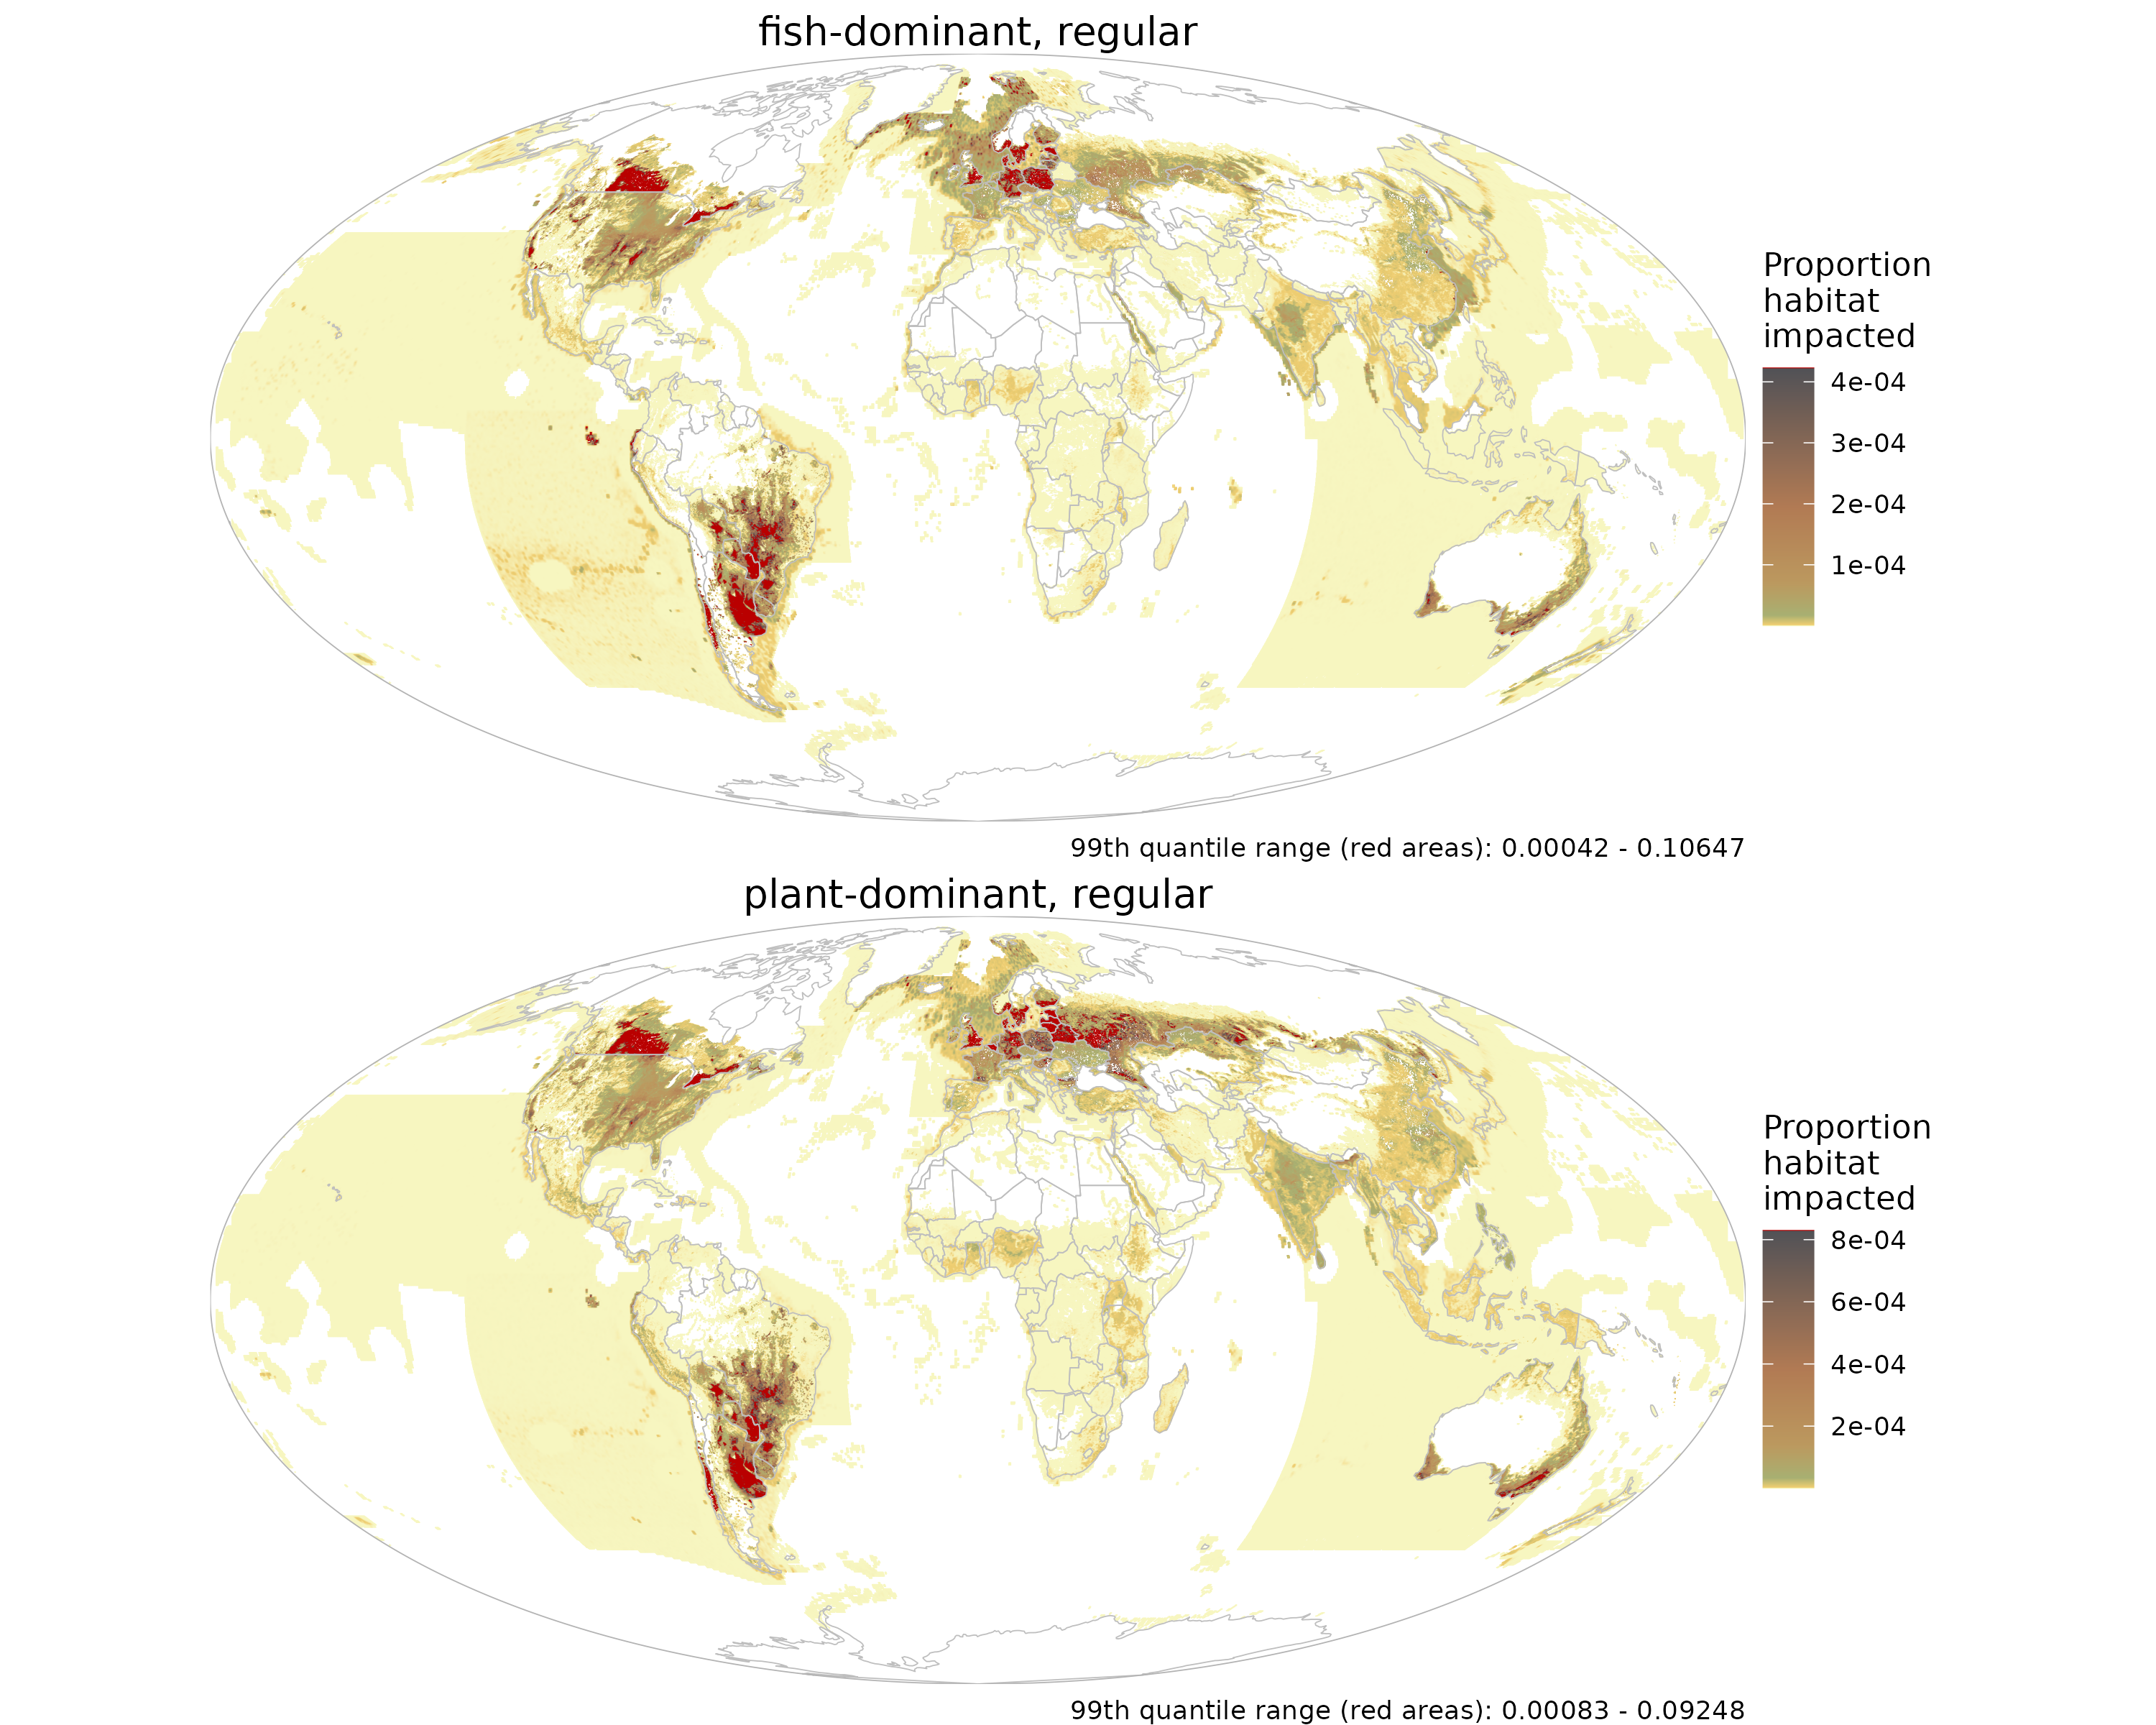 fish-dominant, regular
Proportion
habitat
impacted
4e-04
3e-04
2e-04
1e-04
99th quantile range (red areas): 0.00042 - 0.10647
plant-dominant, regular
Proportion
habitat
impacted
8e-04
6e-04
4e-04
2e-04
99th quantile range (red areas): 0.00083 - 0.09248